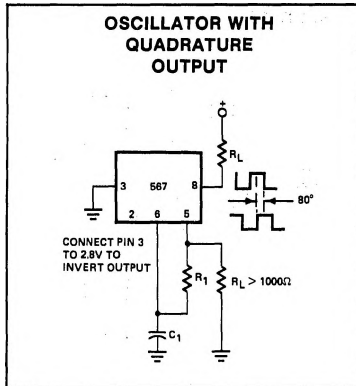 OSCILLATOR WITH
QUADRATURE
OUTPUT
+
RL
3 567 8
2 6 5
80°
CONNECT PIN 3
TO 2.8V TO
INVERT OUTPUT
R1
RL > 1000Ω
C1